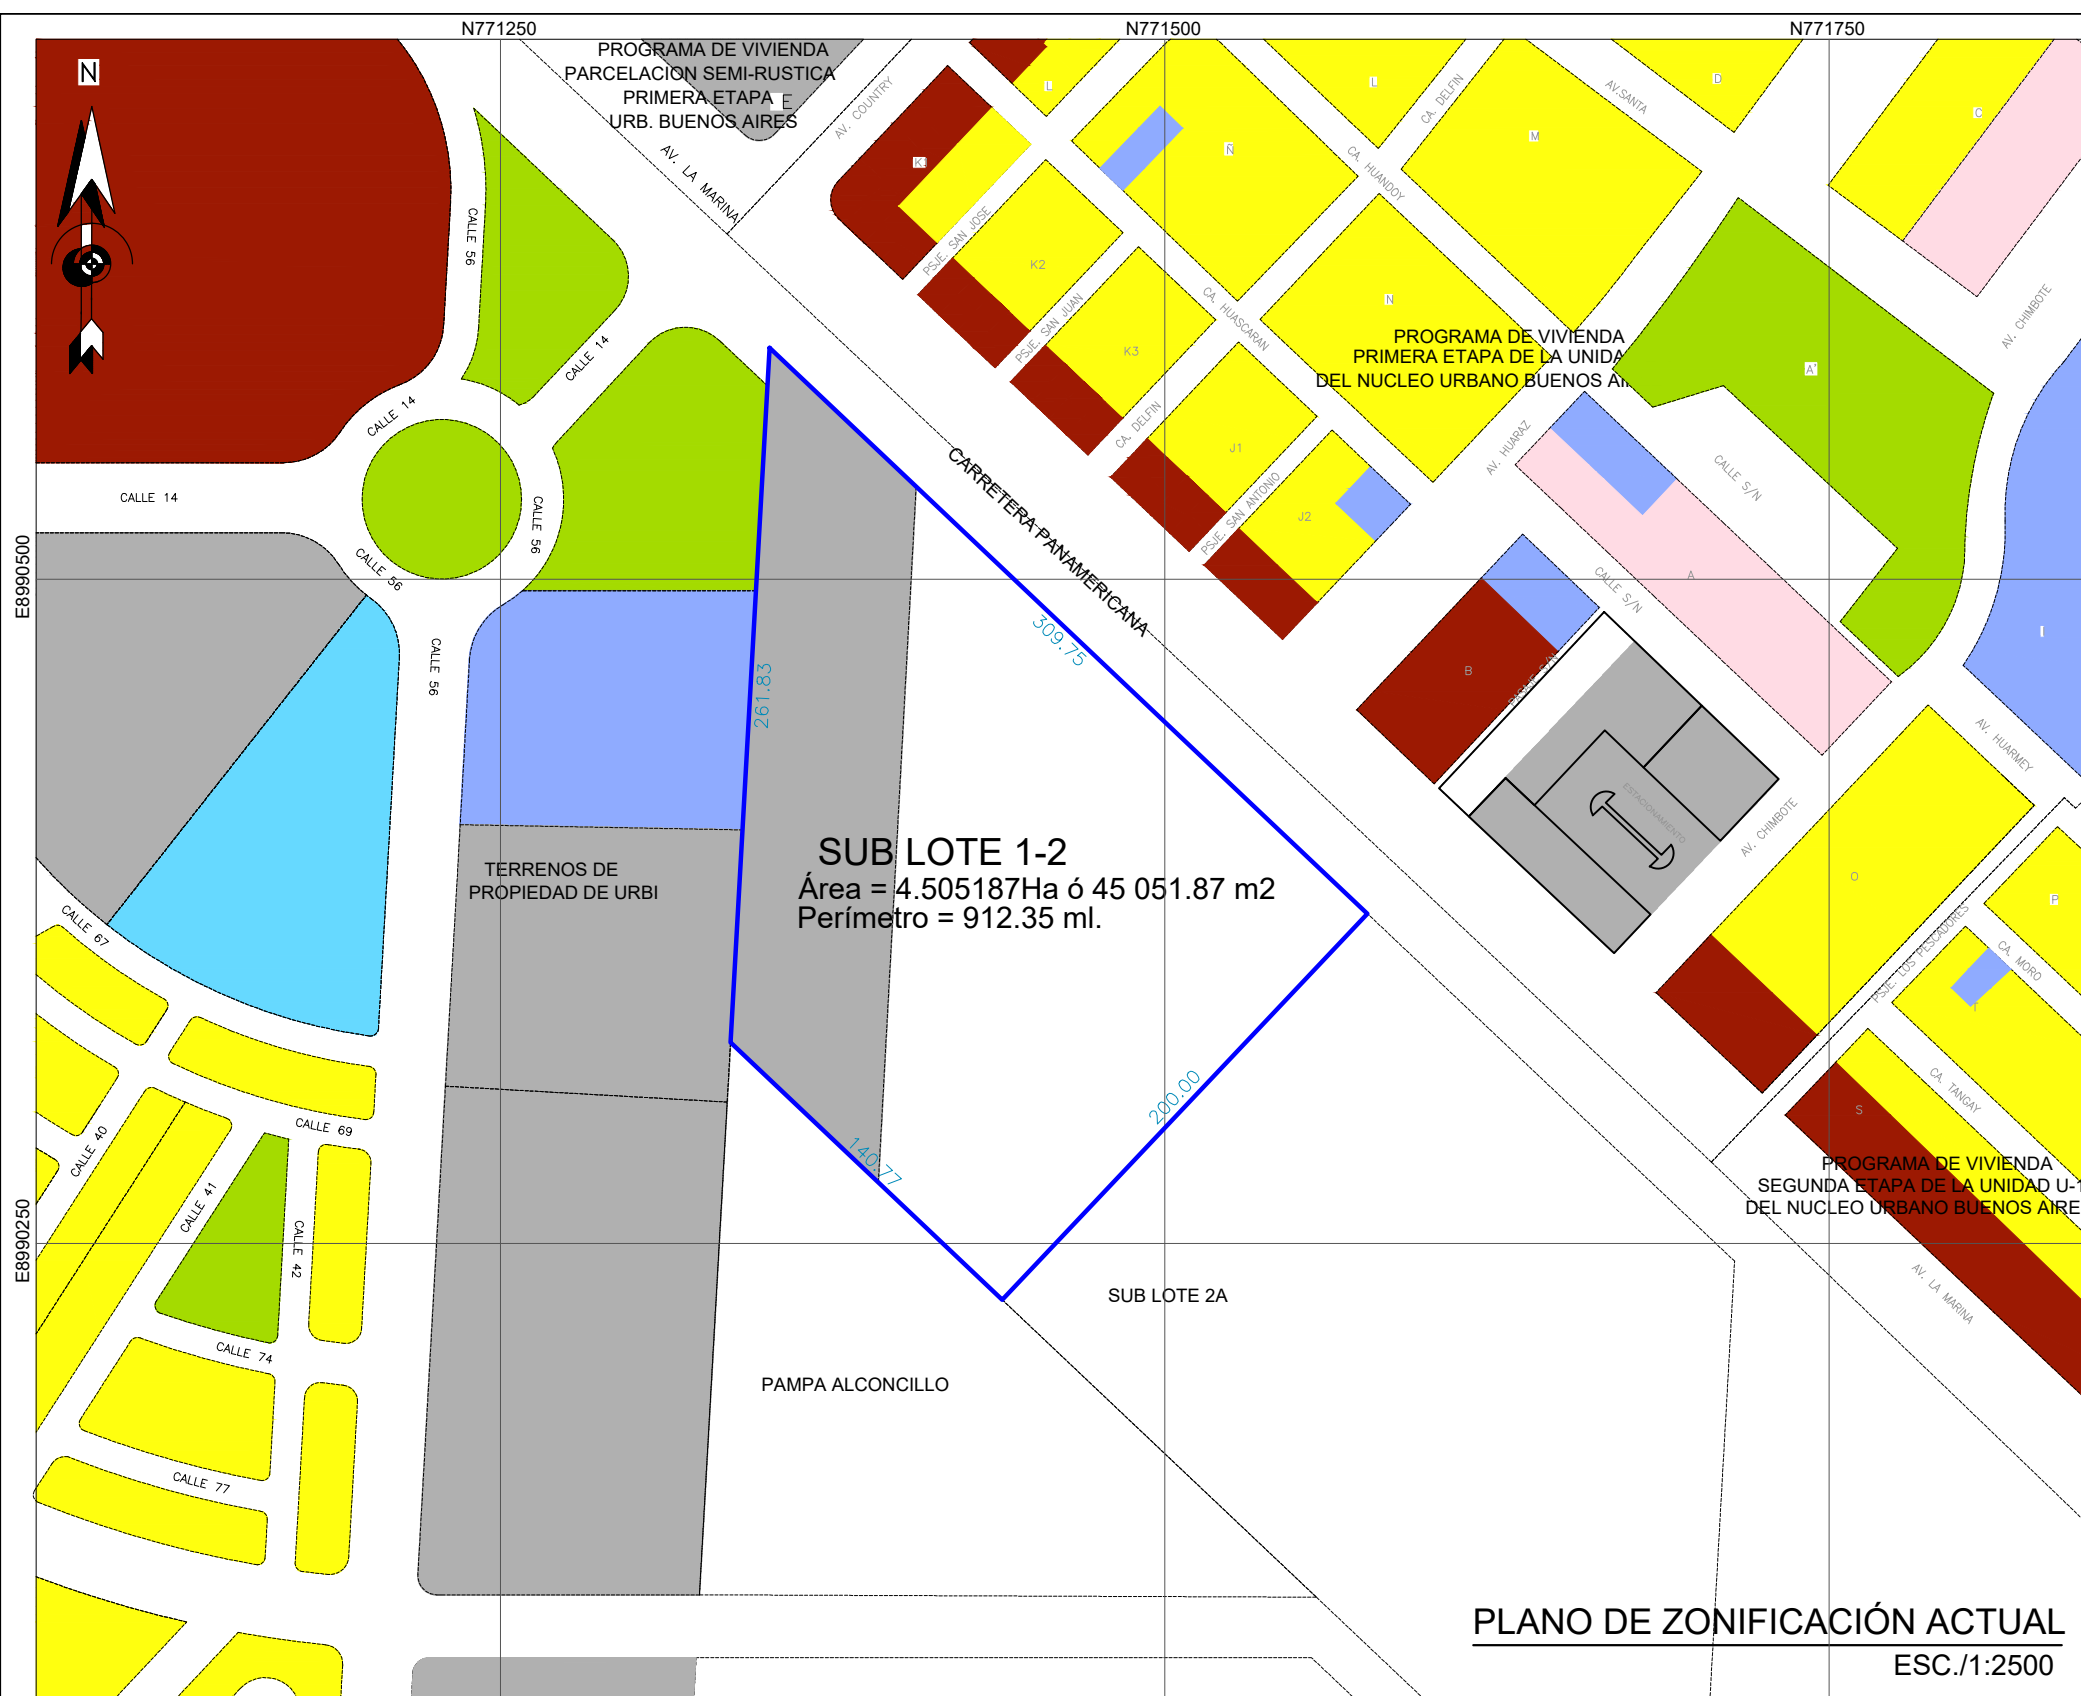 N771250
N771500
N771750
N
PROGRAMA DE VIVIENDA
PARCELACION SEMI-RUSTICA
PRIMERA ETAPA
E
URB. BUENOS AIRES
AV. COUNTRY
AV. LA MARINA
L
L
D
C
CA. DELFIN
AV.SANTA
M
Ñ
CA. HUANDOY
CALLE 56
PSJE. SAN JOSE
K2
PSJE. SAN JUAN
CA. HUASCARAN
N
AV. CHIMBOTE
PROGRAMA DE VIVIENDA
PRIMERA ETAPA DE LA UNIDA
DEL NUCLEO URBANO BUENOS AI
K3
A'
CALLE 14
CALLE 14
CA. DELFIN
J1
AV. HUARAZ
CALLE S/N
CARRETERA PANAMERICANA
CALLE 14
CALLE 56
PSJE. SAN ANTONIO
J2
E8990500
CALLE 56
CALLE S/N
A
309.75
CALLE 56
261.83
B
I
AV. HUARMEY
ESTACIONAMIENTO
AV. CHIMBOTE
SUB LOTE 1-2
Área = 4.505187Ha ó 45 051.87 m2
Perímetro = 912.35 ml.
TERRENOS DE
PROPIEDAD DE URBI
O
P
CALLE 67
PSJE. LOS PESCADORES
CA. MORO
T
CA. TANGAY
S
200.00
140.77
CALLE 69
CALLE 40
CALLE 41
CALLE 42
PROGRAMA DE VIVIENDA
SEGUNDA ETAPA DE LA UNIDAD U-1
DEL NUCLEO URBANO BUENOS AIRE
E8990250
AV. LA MARINA
SUB LOTE 2A
CALLE 74
PAMPA ALCONCILLO
CALLE 77
PLANO DE ZONIFICACIÓN ACTUAL
ESC./1:2500